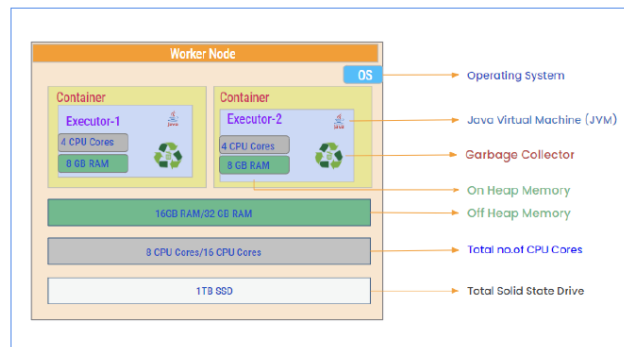 Worker Node
OS
Operating System
Container
Container
Executor-1
Executor-2
Java Virtual Machine (JVM)
4 CPU Cores
4 CPU Cores
Garbage Collector
8 GB RAM
8 GB RAM
On Heap Memory
16GB RAM/32 GB RAM
Off Heap Memory
8 CPU Cores/16 CPU Cores
Total no.of CPU Cores
1TB SSD
Total Solid State Drive